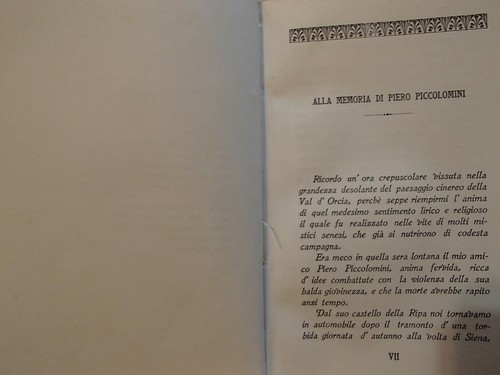 ALLA MEMORIA DI PIERO PICCOLOMINI
Ricordo un' ora crepuscolare vissuta nella
grandezza desolante del paesaggio cinereo della
Val d' Orcia, perchè seppe riempirmi l' anima
di quel medesimo sentimento lirico e religioso
il quale fu realizzato nelle vite di molti mi-
stici senesi, che già si nutrirono di codesta
campagna.
Era meco in quella sera lontana il mio ami-
co Piero Piccolomini, anima fervida, ricca
d' idee combattute con la violenza della sua
balda giovinezza, e che la morte avrebbe rapito
anzi tempo.
Dal suo castello della Ripa noi tornavamo
in automobile dopo il tramonto d' una tor-
bida giornata d' autunno alla volta di Siena,
VII